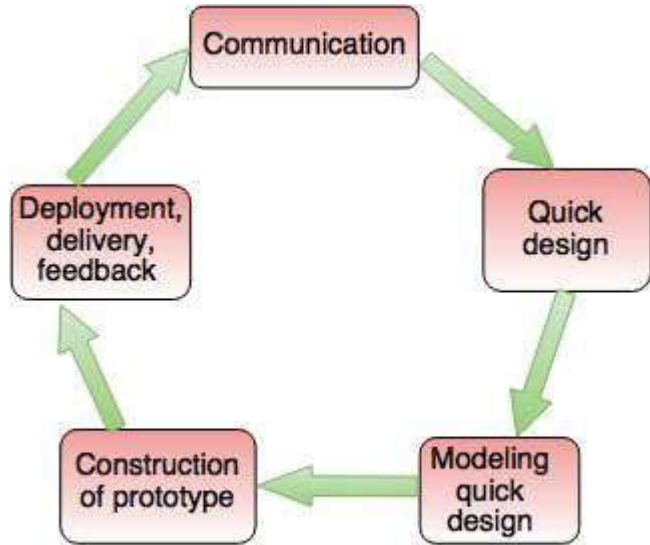 Communication
Quick
design
Modeling
quick
design
Construction
of prototype
Deployment,
delivery,
feedback